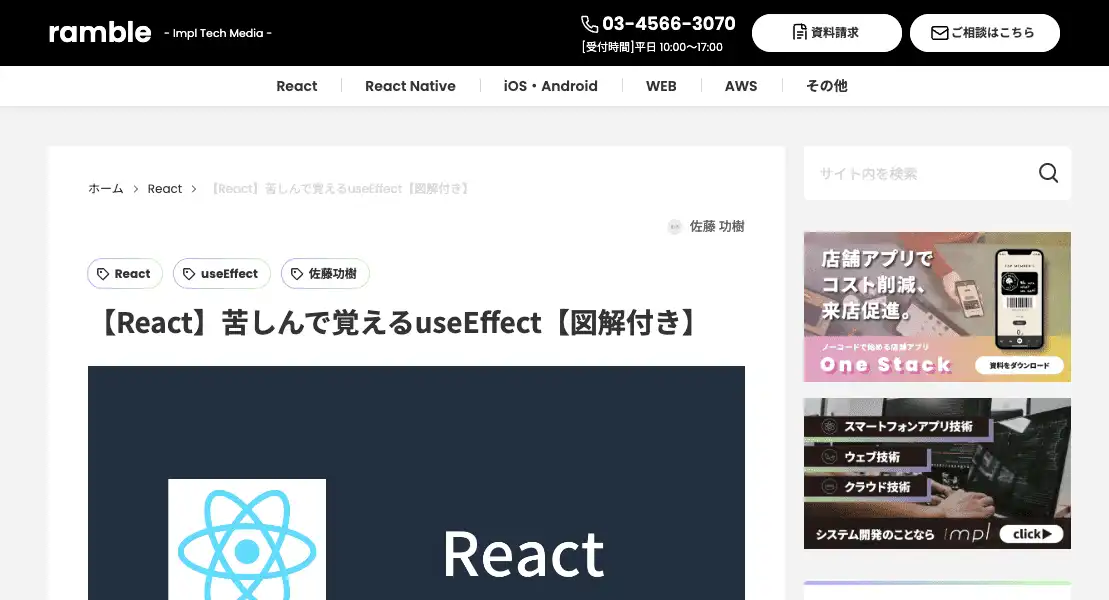 ramble - Impl Tech Media -
03-4566-3070
[受付時間]平日 10:00〜17:00
資料請求
ご相談はこちら
React
React Native
iOS・Android
WEB
AWS
その他
ホーム > React > 【React】苦しんで覚えるuseEffect【図解付き】
佐藤 功樹
React
useEffect
佐藤功樹
【React】苦しんで覚えるuseEffect【図解付き】
React
サイト内を検索
店舗アプリで
コスト削減、
来店促進。
ノーコードで始める店舗アプリ
One Stack
資料をダウンロード
スマートフォンアプリ技術
ウェブ技術
クラウド技術
システム開発のことなら impl click▶